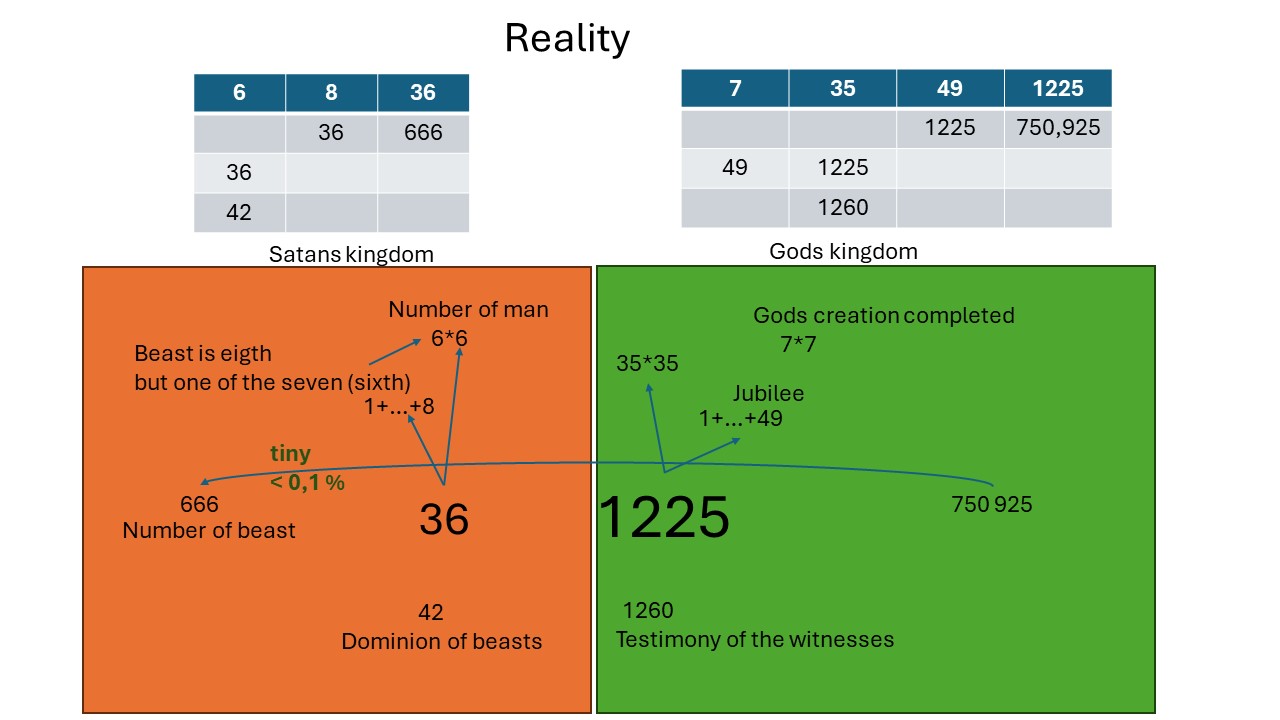 Reality
6 8 36
36 666
36
42
7 35 49 1225
1225 750,925
49 1225
1260
Satans kingdom
Gods kingdom
Number of man
6*6
Beast is eigth
but one of the seven (sixth)
1+...+8
tiny
< 0,1 %
666
Number of beast
36
42
Dominion of beasts
Gods creation completed
7*7
35*35
Jubilee
1+...+49
1225
750 925
1260
Testimony of the witnesses